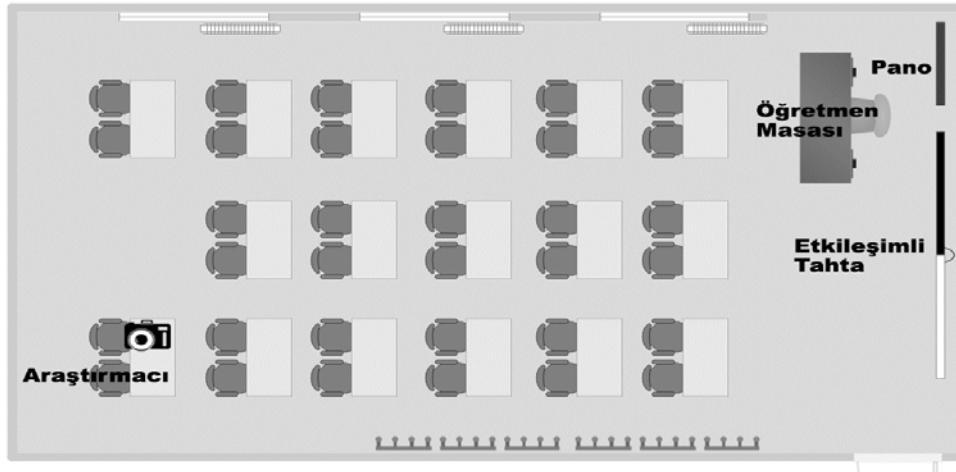 Pano
Öğretmen
Masası
Etkileşimli
Tahta
Araştırmacı